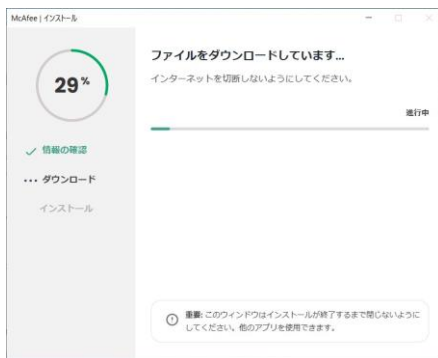 McAfee | インストール
29%
ファイルをダウンロードしています...
インターネットを切断しないようにしてください。
進行中
情報の確認
ダウンロード
インストール
重要: このウィンドウはインストールが終了するまで閉じないように
してください。他のアプリを使用できます。